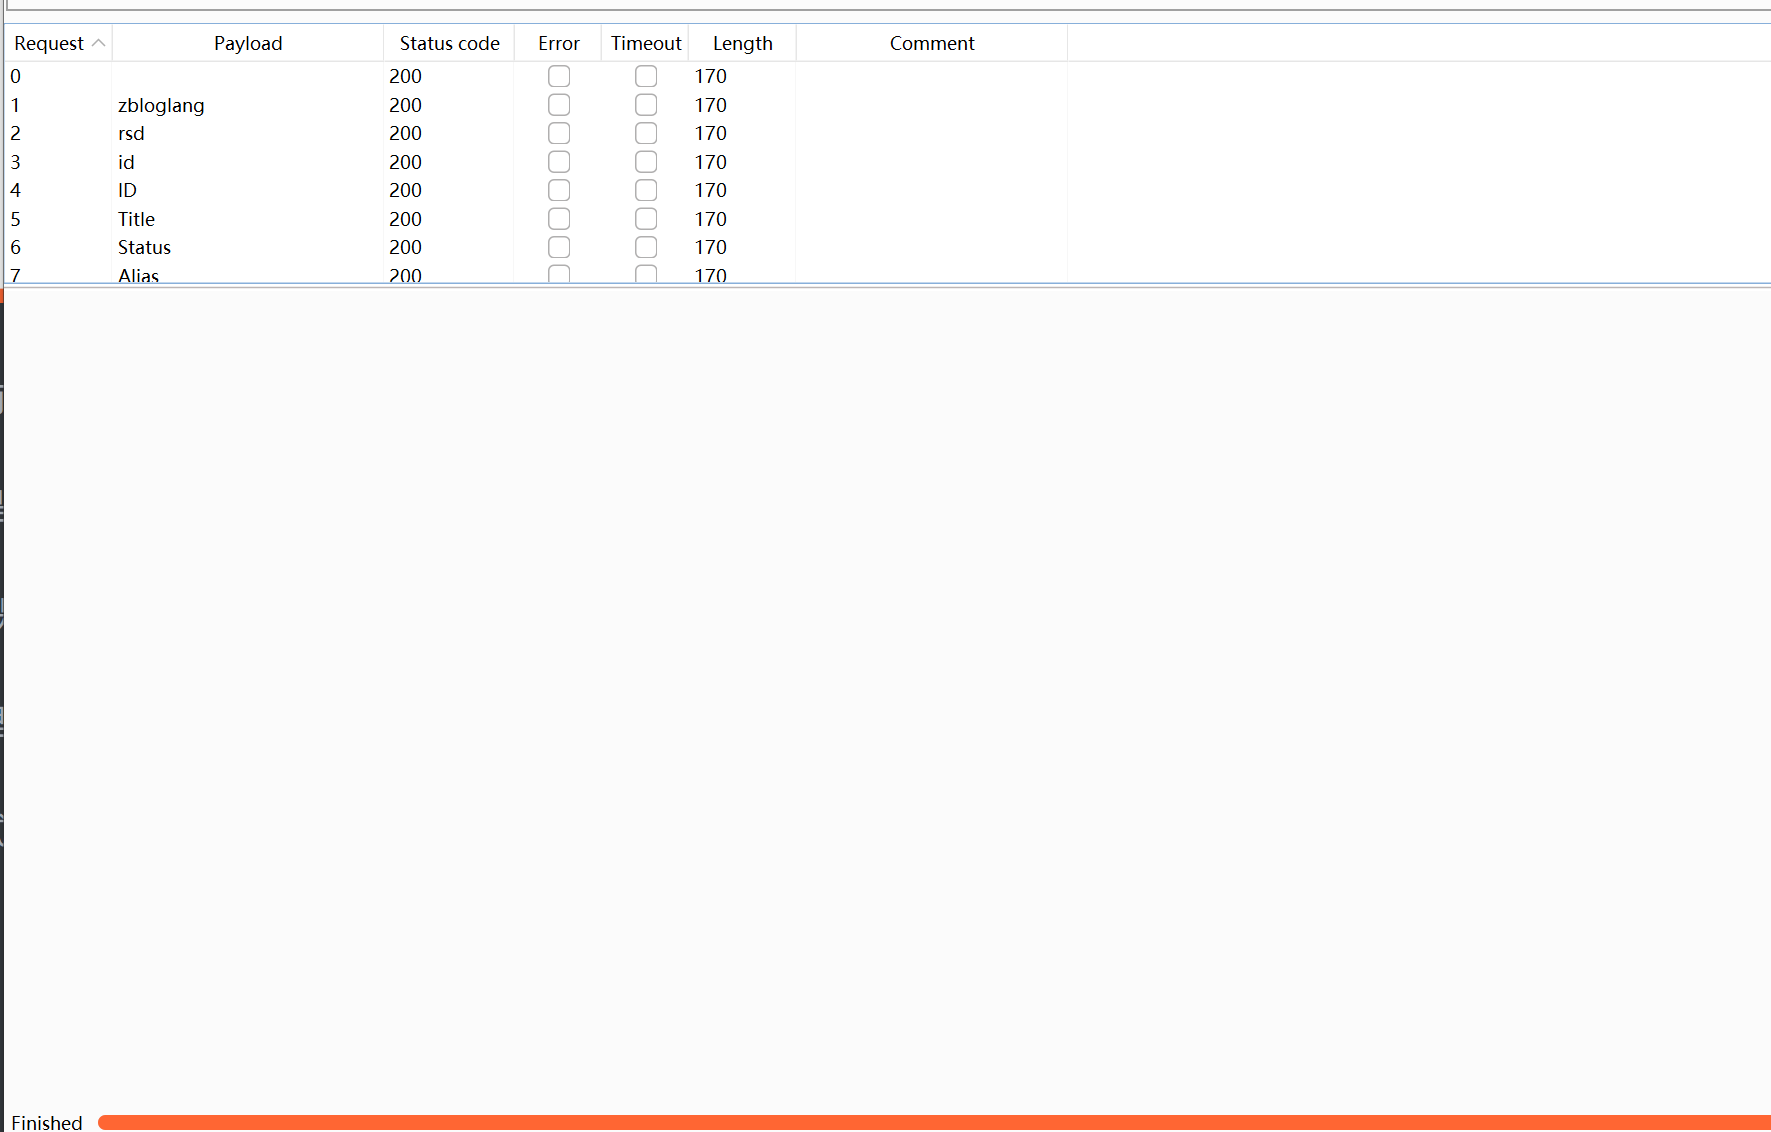 Request Payload Status code Error Timeout Length Comment
0 200 170
1 zbloglang 200 170
2 rsd 200 170
3 id 200 170
4 ID 200 170
5 Title 200 170
6 Status 200 170
7 Alias 200 170
Finished